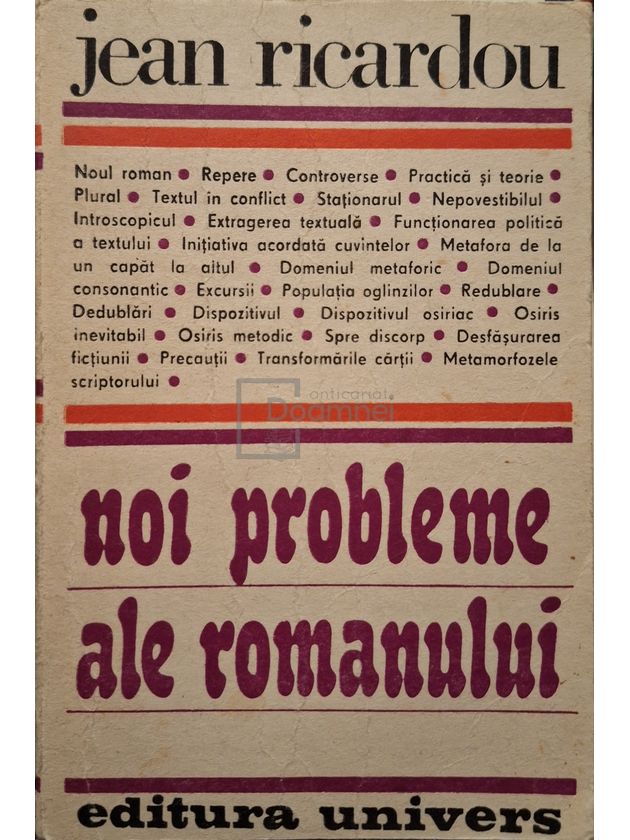 jean ricardou
Noul roman ● Repere ● Controverse ● Practică și teorie ●
Plural ● Textul în conflict ● Staționarul ● Nepovestibilul ●
Introscopicul ● Extragerea textuală ● Funcționarea politică
a textului ● Inițiativa acordată cuvintelor ● Metafora de la
un capăt la altul ● Domeniul metaforic ● Domeniul
consonantic ● Excursii ● Populația oglinzilor ● Redublare ●
Dedublări ● Dispozitivul ● Dispozitivul osiriac ● Osiris
inevitabil ● Osiris metodic ● Spre discorp ● Desfășurarea
ficțiunii ● Precauții ● Transformările cărții ● Metamorfozele
scriptorului ●
anticariat
Doamnei
noi probleme
ale romanului
editura univers